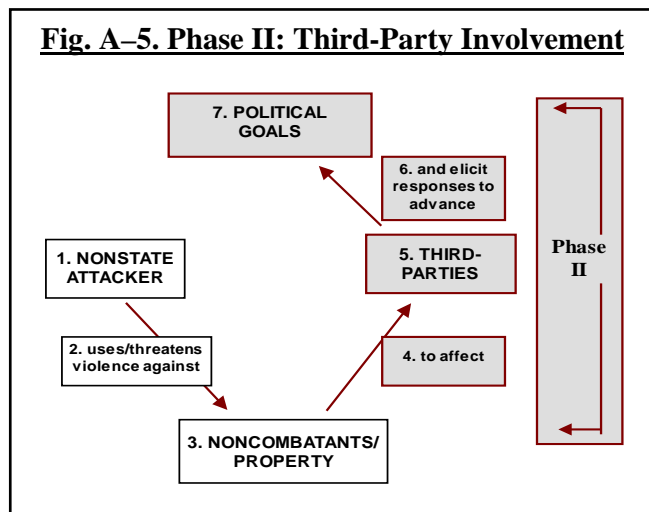 Fig. A–5. Phase II: Third-Party Involvement
7. POLITICAL
GOALS
6. and elicit
responses to
advance
1. NONSTATE
ATTACKER
5. THIRD-
PARTIES
Phase
II
2. uses/threatens
violence against
4. to affect
3. NONCOMBATANTS/
PROPERTY